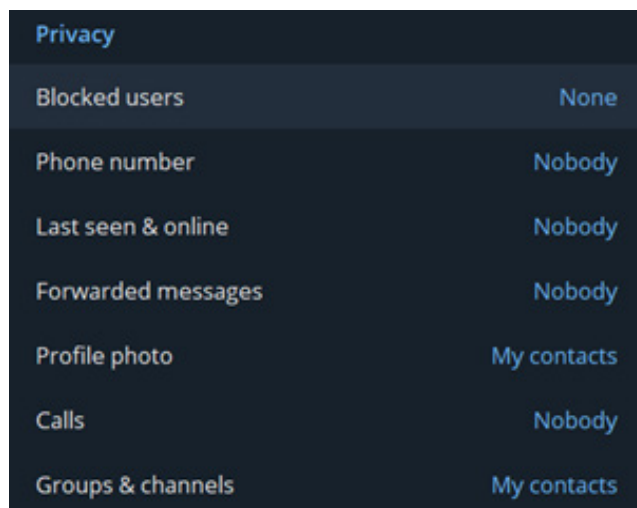 Privacy
Blocked users None
Phone number Nobody
Last seen & online Nobody
Forwarded messages Nobody
Profile photo My contacts
Calls Nobody
Groups & channels My contacts